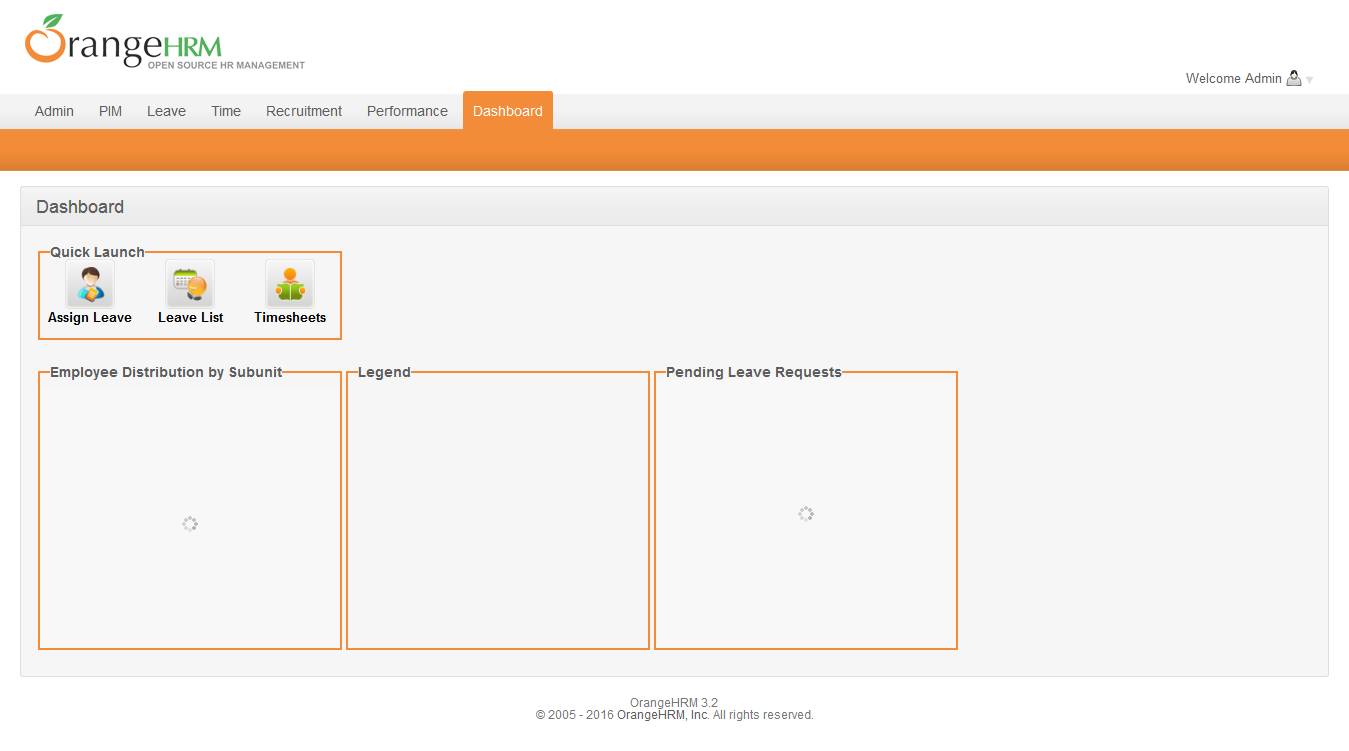 OrangeHRM
OPEN SOURCE HR MANAGEMENT
Welcome Admin
Admin PIM Leave Time Recruitment Performance Dashboard
Dashboard
Quick Launch
Assign Leave Leave List Timesheets
Employee Distribution by Subunit Legend Pending Leave Requests
OrangeHRM 3.2
© 2005 - 2016 OrangeHRM, Inc. All rights reserved.